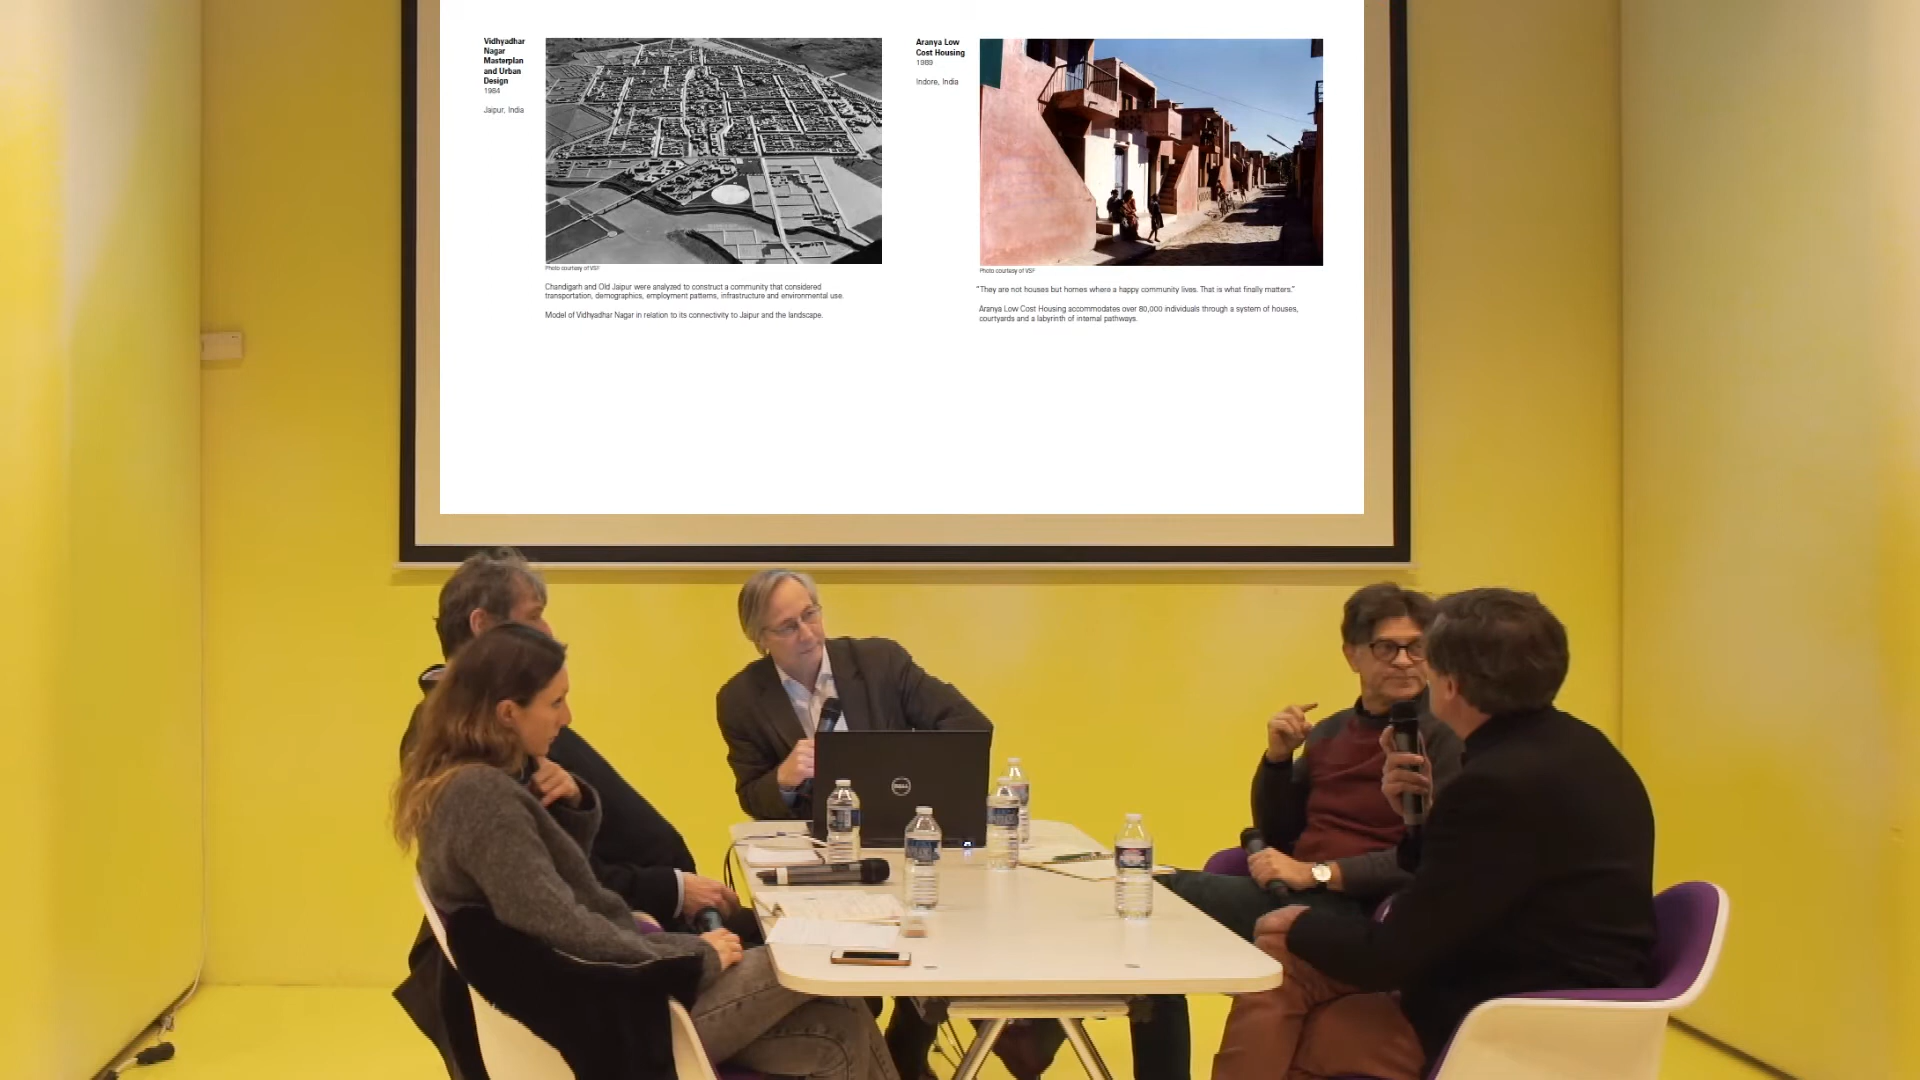 Vidhyadhar
Nagar
Masterplan
and Urban
Design
1984
Jaipur, India
Photo courtesy of VSF
Chandigarh and Old Jaipur were analyzed to construct a community that considered
transportation, demographics, employment patterns, infrastructure and environmental use.
Model of Vidhyadhar Nagar in relation to its connectivity to Jaipur and the landscape.
Aranya Low
Cost Housing
1989
Indore, India
Photo courtesy of VSF
"They are not houses but homes where a happy community lives. That is what finally matters."
Aranya Low Cost Housing accommodates over 80,000 individuals through a system of houses,
courtyards and a labyrinth of internal pathways.
DELL